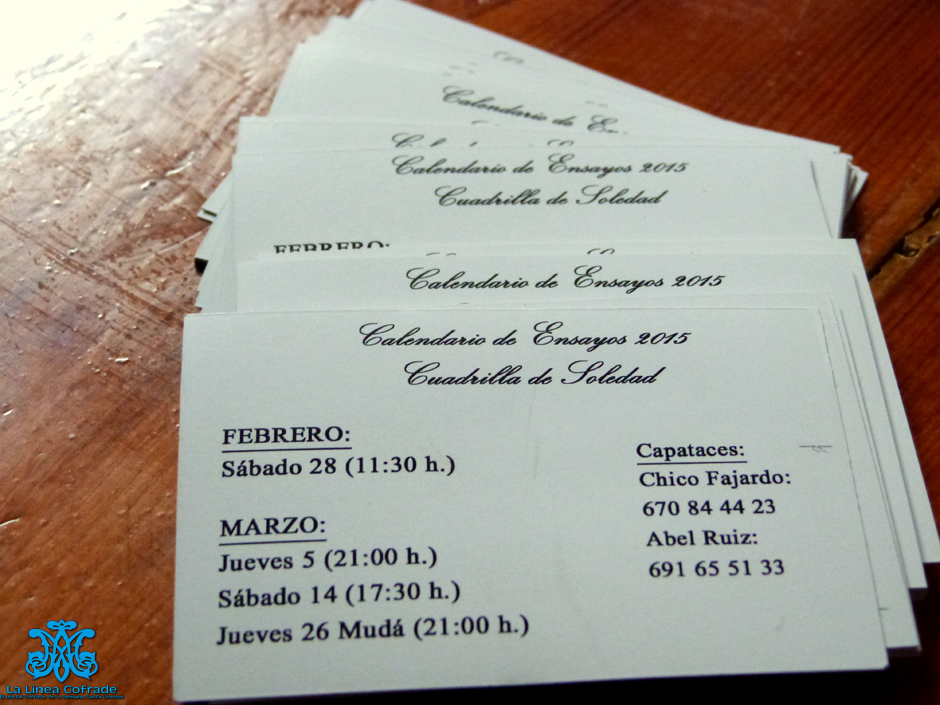 Calendario de E
Calendario de Ensayos 2015
Cuadrilla de Soledad
FEBRERO:
Calendario de Ensayos 2015
Calendario de Ensayos 2015
Cuadrilla de Soledad
FEBRERO:
Sábado 28 (11:30 h.)
MARZO:
Jueves 5 (21:00 h.)
Sábado 14 (17:30 h.)
Jueves 26 Mudá (21:00 h.)
Capataces:
Chico Fajardo:
670 84 44 23
Abel Ruiz:
691 65 51 33
La Linea Cofrade